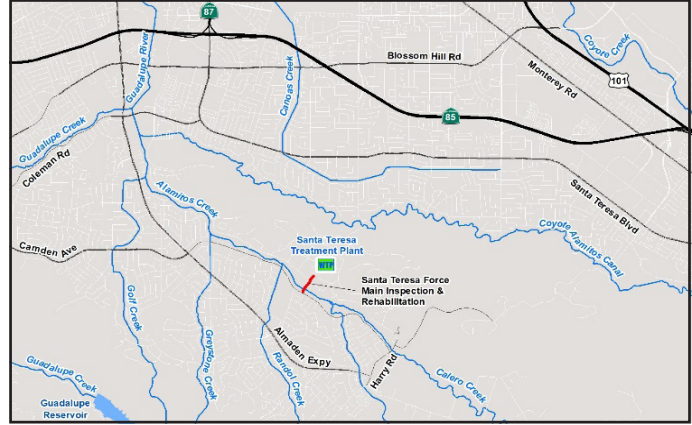 87
Guadalupe River
Blossom Hill Rd
Coyote Creek
Canoas Creek
Monterey Rd
101
85
Guadalupe Creek
Coleman Rd
Alamitos Creek
Santa Teresa Blvd
Coyote Alamitos Canal
Camden Ave
Santa Teresa
Treatment Plant
WTP
Santa Teresa Force
Main Inspection &
Rehabilitation
Golf Creek
Greystone Creek
Almaden Expy
Randol Creek
Harry Rd
Calero Creek
Guadalupe Creek
Guadalupe
Reservoir